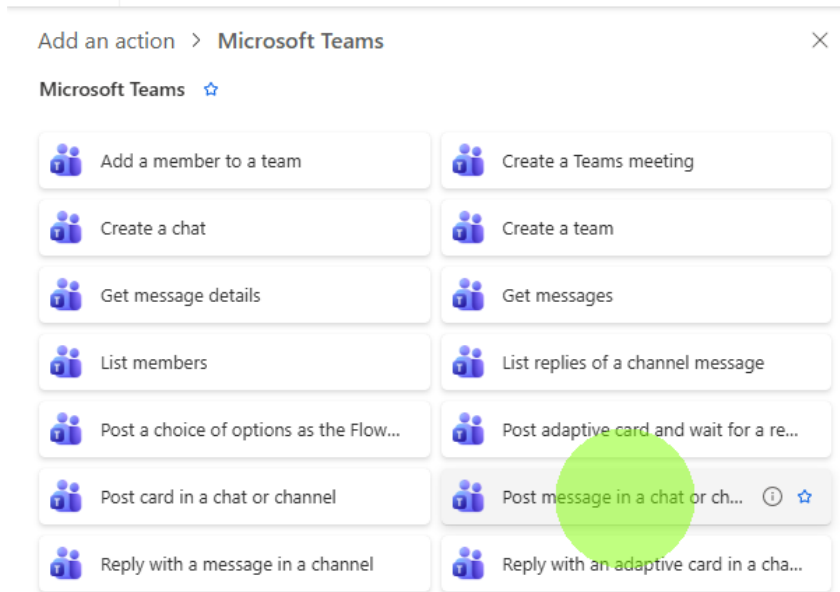 Add an action > Microsoft Teams
Microsoft Teams
Add a member to a team
Create a Teams meeting
Create a chat
Create a team
Get message details
Get messages
List members
List replies of a channel message
Post a choice of options as the Flow...
Post adaptive card and wait for a re...
Post card in a chat or channel
Post message in a chat or ch...
Reply with a message in a channel
Reply with an adaptive card in a cha...